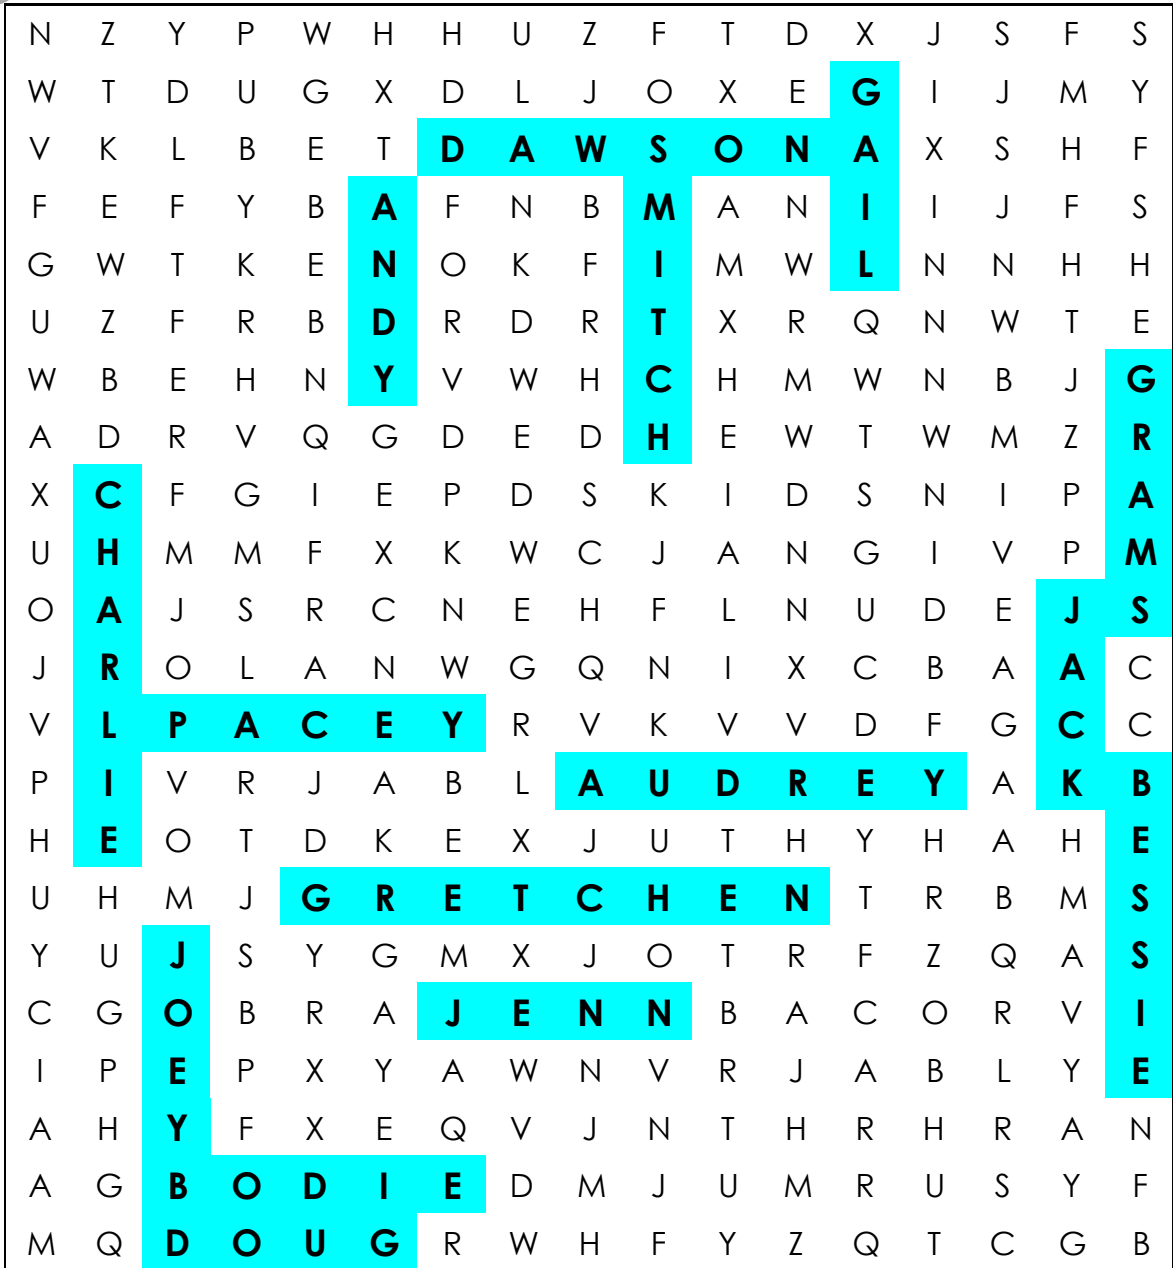 N Z Y P W H H U Z F T D X J S F S
W T D U G X D L J O X E G I J M Y
V K L B E T D A W S O N A X S H F
F E F Y B A F N B M A N I I J F S
G W T K E N O K F I M W L N N H H
U Z F R B D R D R T X R Q N W T E
W B E H N Y V W H C H M W N B J G
A D R V Q G D E D H E W T W M Z R
X C F G I E P D S K I D S N I P A
U H M M F X K W C J A N G I V P M
O A J S R C N E H F L N U D E J S
J R O L A N W G Q N I X C B A A C
V L P A C E Y R V K V V D F G C C
P I V R J A B L A U D R E Y A K B
H E O T D K E X J U T H Y H A H E
U H M J G R E T C H E N T R B M S
Y U J S Y G M X J O T R F Z Q A S
C G O B R A J E N N B A C O R V I
I P E P X Y A W N V R J A B L Y E
A H Y F X E Q V J N T H R H R A N
A G B O D I E D M J U M R U S Y F
M Q D O U G R W H F Y Z Q T C G B